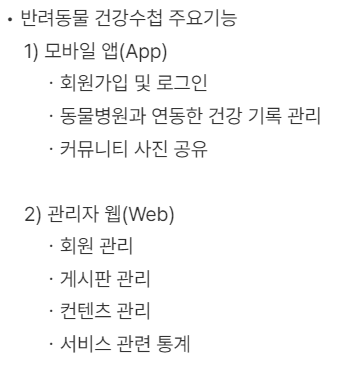 • 반려동물 건강수첩 주요기능
1) 모바일 앱(App)
· 회원가입 및 로그인
· 동물병원과 연동한 건강 기록 관리
· 커뮤니티 사진 공유
2) 관리자 웹(Web)
· 회원 관리
· 게시판 관리
· 컨텐츠 관리
· 서비스 관련 통계